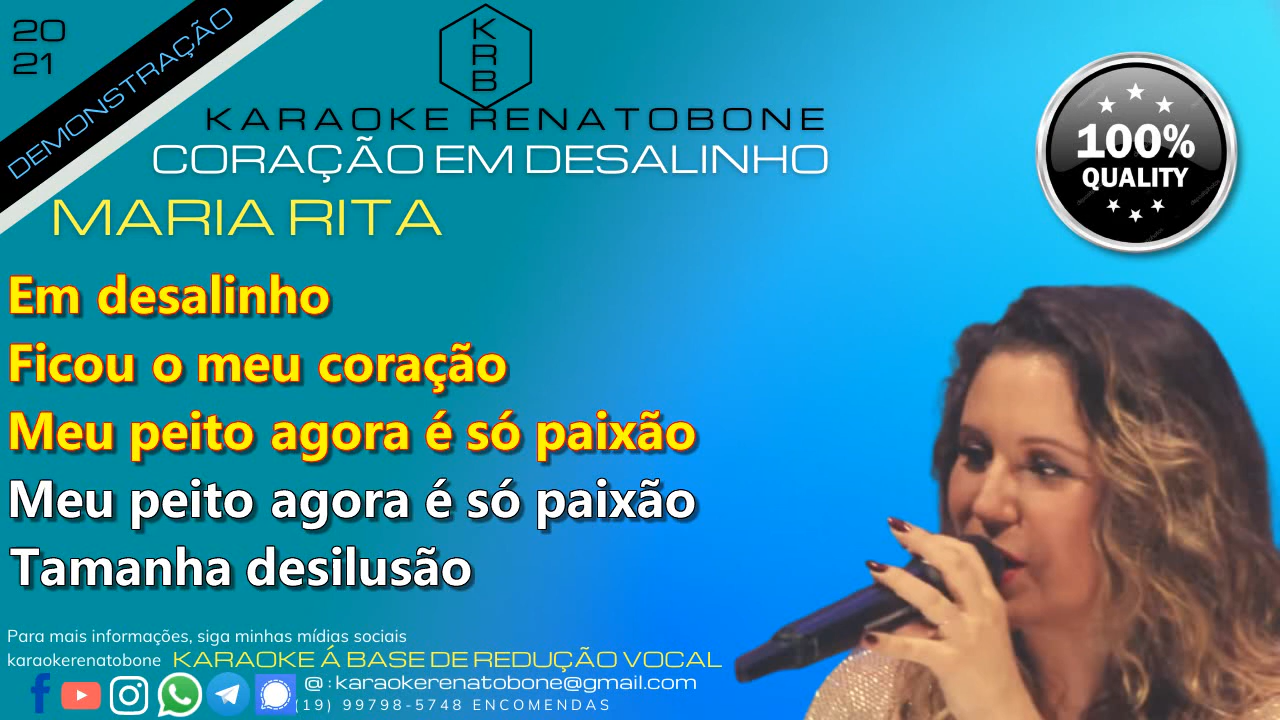 20
21
DEMONSTRAÇÃO
KRB
KARAOKE RENATOBONE
CORAÇÃO EM DESALINHO
MARIA RITA
100%
QUALITY
Em desalinho
Ficou o meu coração
Meu peito agora é só paixão
Meu peito agora é só paixão
Tamanha desilusão
Para mais informações, siga minhas mídias sociais
karaokerenatobone KARAOKE Á BASE DE REDUÇÃO VOCAL
@ : karaokerenatobone@gmail.com
(19) 99798-5748 ENCOMENDAS